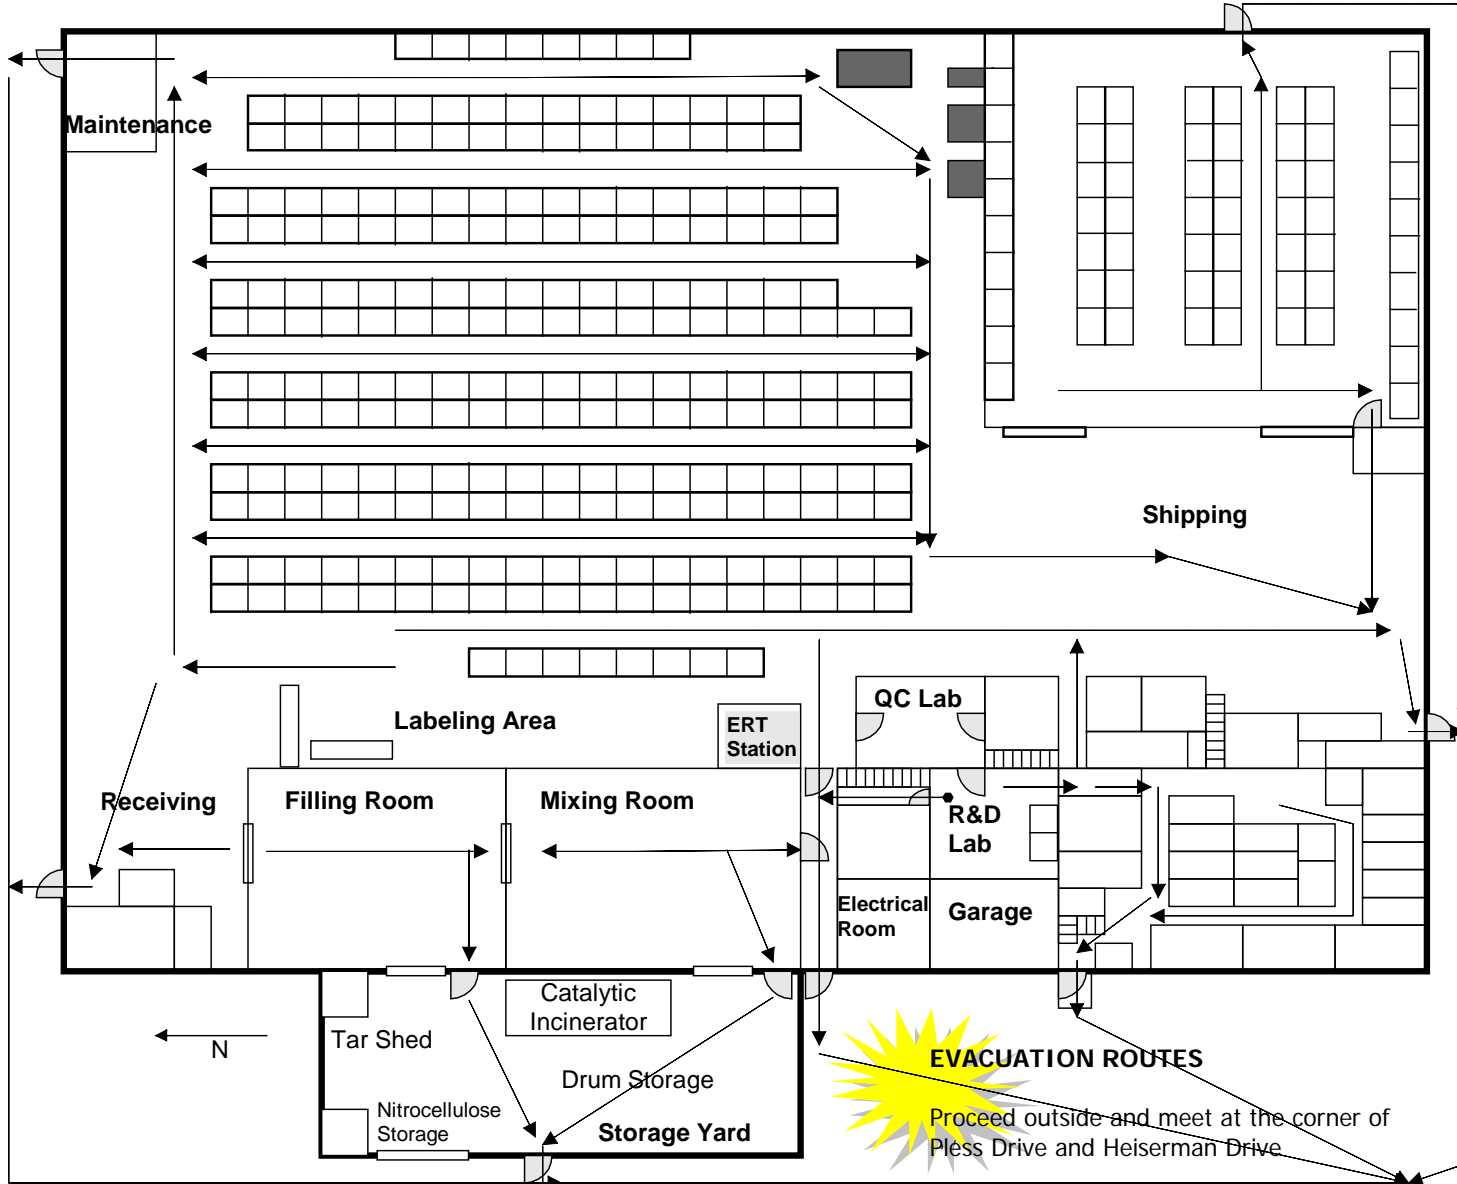 Maintenance
Shipping
QC Lab
Labeling Area
ERT
Station
Receiving
Filling Room
Mixing Room
R&D
Lab
Electrical
Room
Garage
Catalytic
Incinerator
Tar Shed
N
Drum Storage
Nitrocellulose
Storage
Storage Yard
EVACUATION ROUTES
Proceed outside and meet at the corner of
Pless Drive and Heiserman Drive